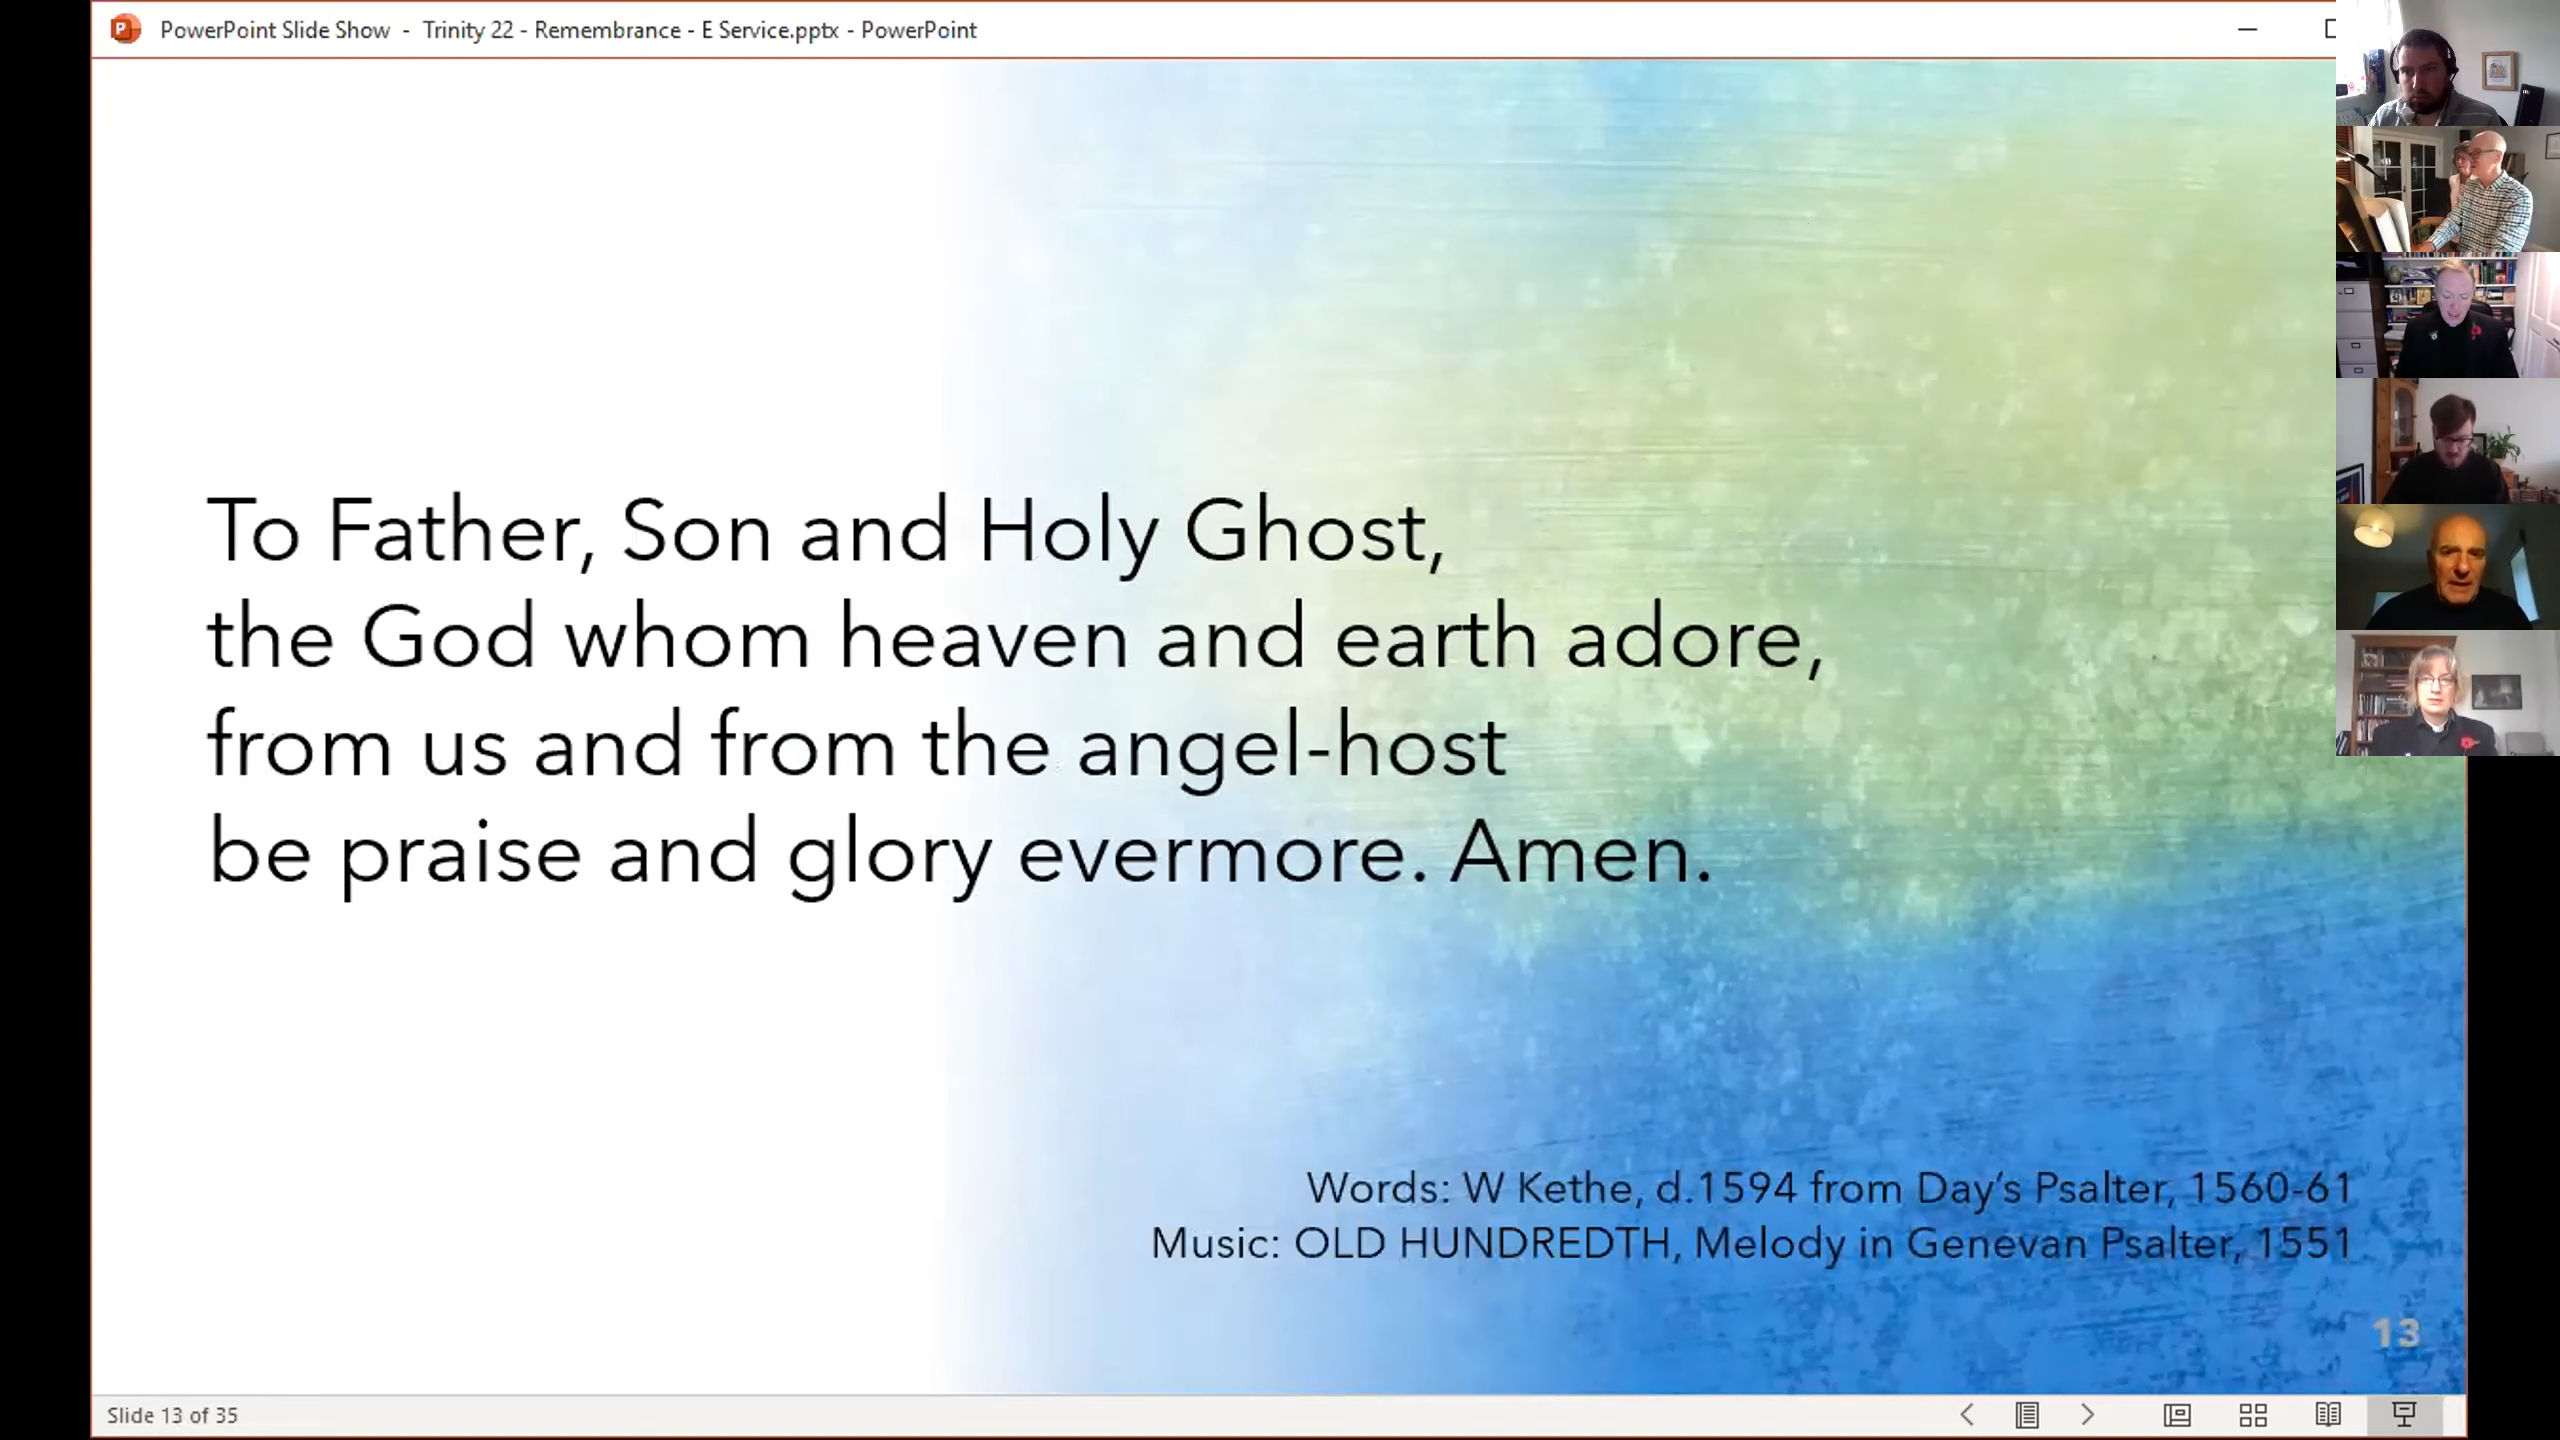 PowerPoint Slide Show - Trinity 22 - Remembrance - E Service.pptx - PowerPoint
To Father, Son and Holy Ghost,
the God whom heaven and earth adore,
from us and from the angel-host
be praise and glory evermore. Amen.
Words: W Kethe, d.1594 from Day’s Psalter, 1560-61
Music: OLD HUNDREDTH, Melody in Genevan Psalter, 1551
13
Slide 13 of 35